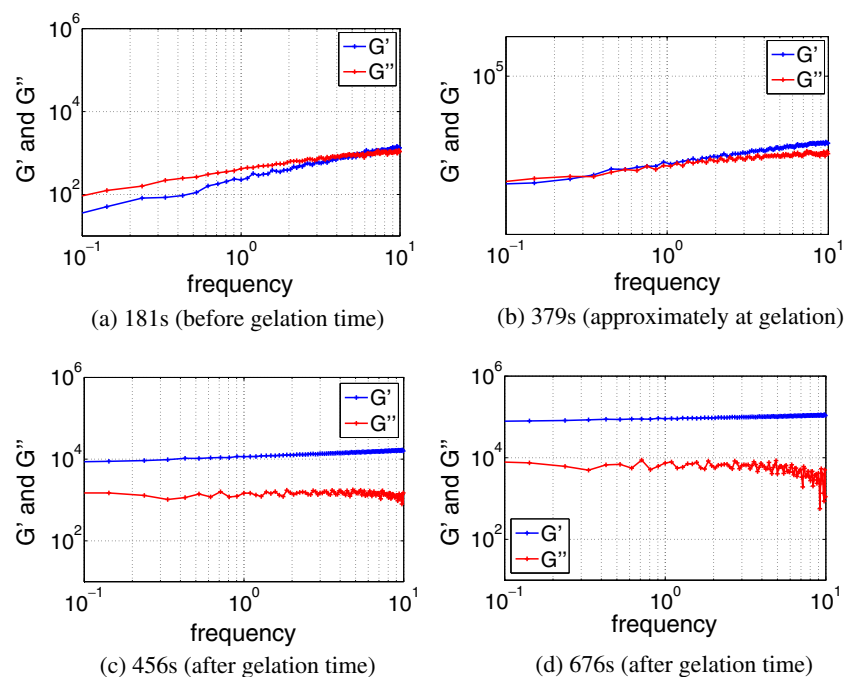 10^6
10^4
10^2
G' and G''
G'
G''
10^-1
10^0
10^1
frequency
(a) 181s (before gelation time)
10^5
G' and G'
G'
G''
10^-1
10^0
10^1
frequency
(b) 379s (approximately at gelation)
10^6
10^4
10^2
G' and G''
G'
G''
10^-1
10^0
10^1
frequency
(c) 456s (after gelation time)
10^6
10^4
10^2
G' and G''
G'
G''
10^-1
10^0
10^1
frequency
(d) 676s (after gelation time)